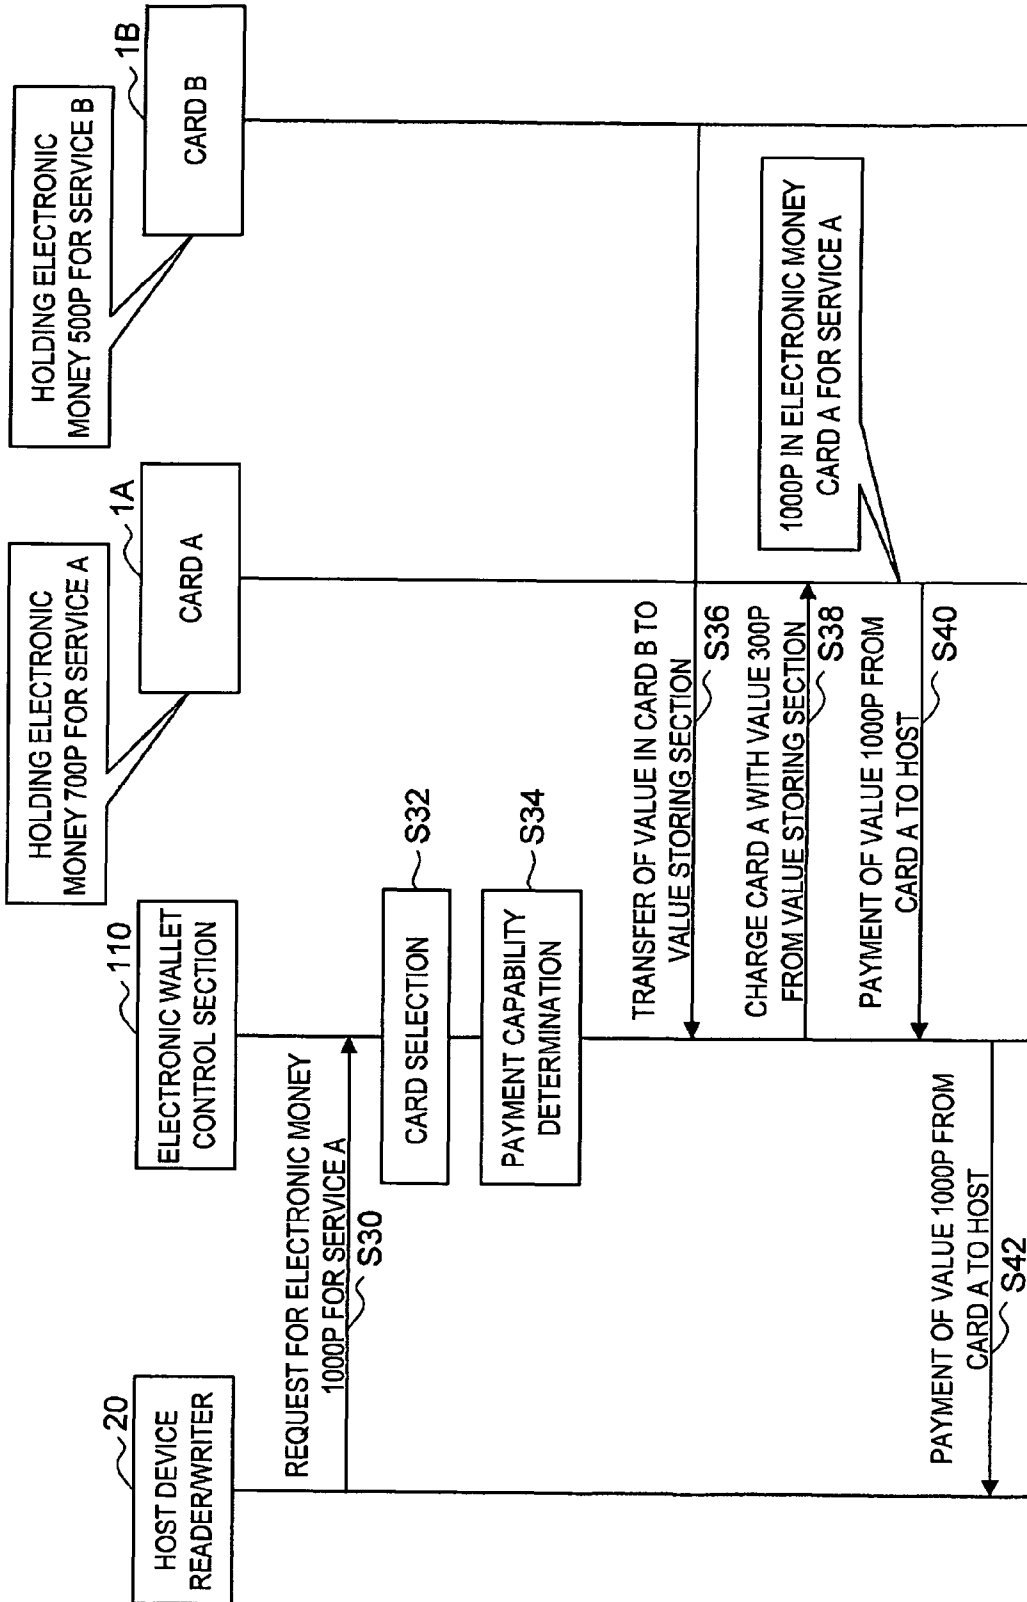 20
HOST DEVICE
READER/WRITER
110
ELECTRONIC WALLET
CONTROL SECTION
HOLDING ELECTRONIC
MONEY 700P FOR SERVICE A
1A
CARD A
HOLDING ELECTRONIC
MONEY 500P FOR SERVICE B
1B
CARD B
REQUEST FOR ELECTRONIC MONEY
1000P FOR SERVICE A
S30
CARD SELECTION
S32
PAYMENT CAPABILITY
DETERMINATION
S34
TRANSFER OF VALUE IN CARD B TO
VALUE STORING SECTION
S36
CHARGE CARD A WITH VALUE 300P
FROM VALUE STORING SECTION
S38
1000P IN ELECTRONIC MONEY
CARD A FOR SERVICE A
PAYMENT OF VALUE 1000P FROM
CARD A TO HOST
S40
PAYMENT OF VALUE 1000P FROM
CARD A TO HOST
S42